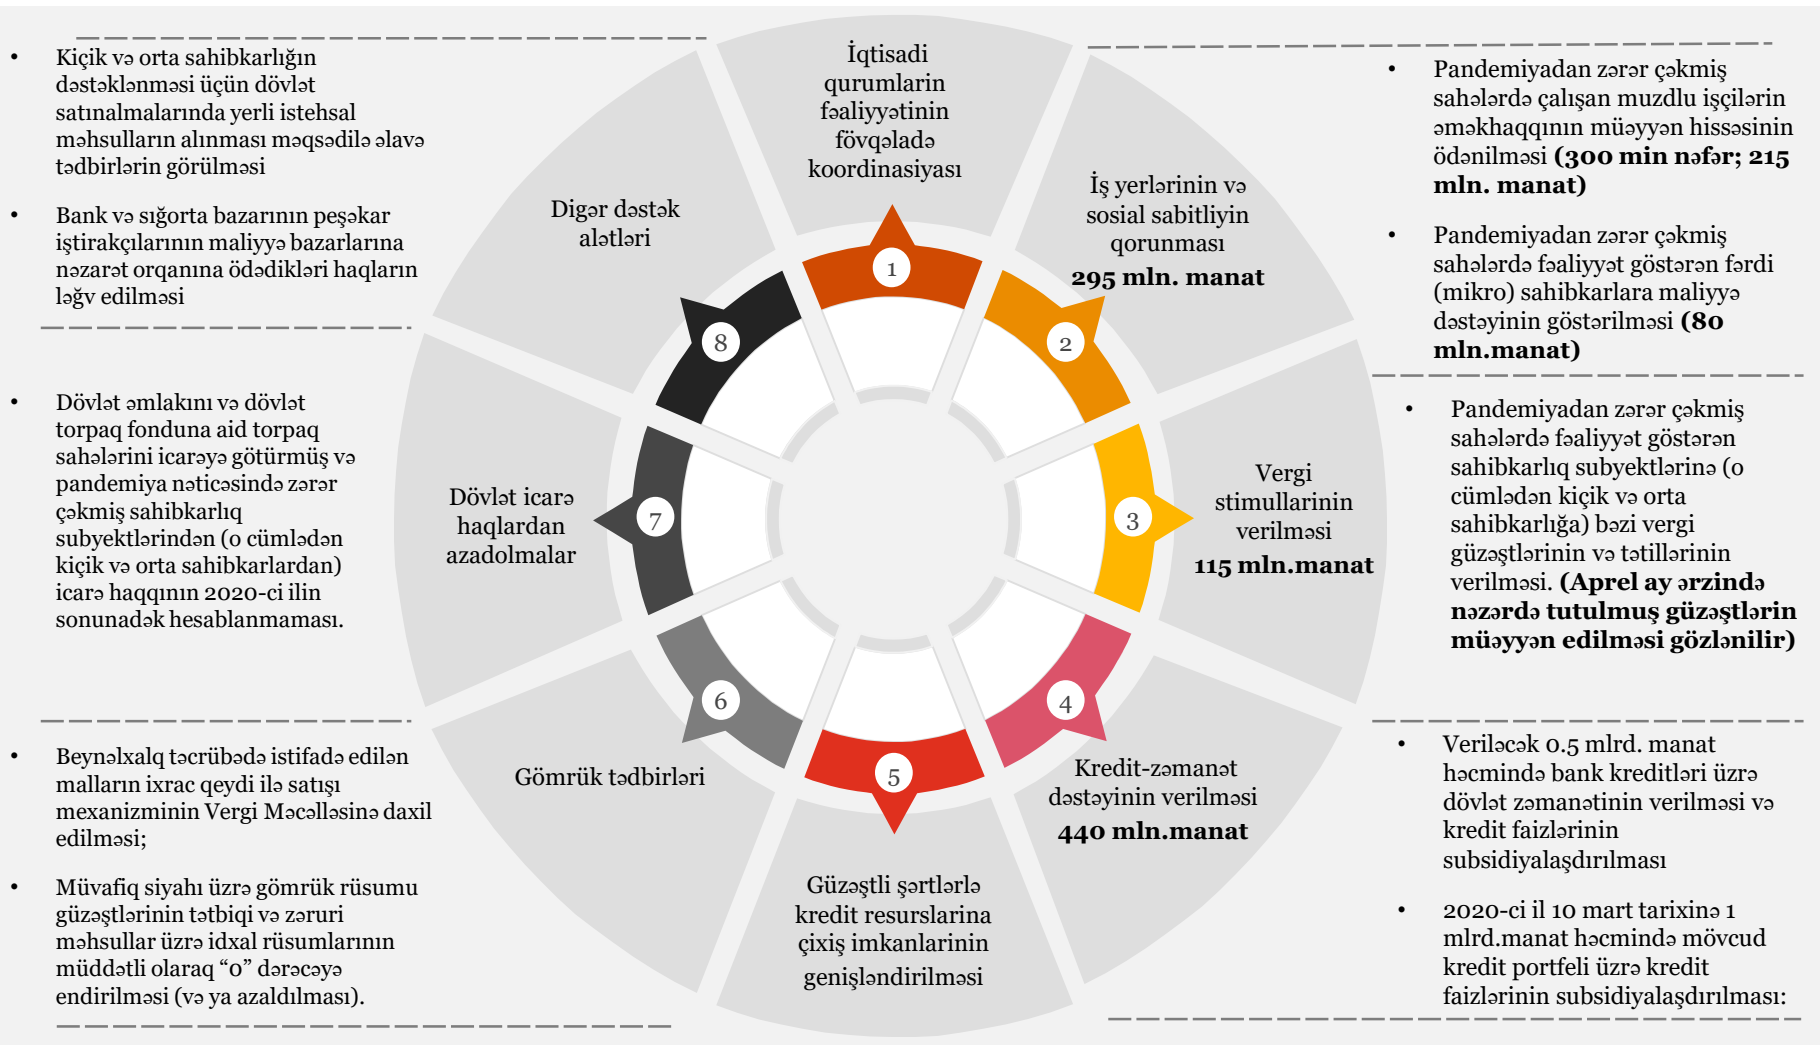 • Kiçik və orta sahibkarlığın
dəstəklənməsi üçün dövlət
satınalmalarında yerli istehsal
məhsulların alınması məqsədilə əlavə
tədbirlərin görülməsi
• Bank və sığorta bazarının peşəkar
iştirakçılarının maliyyə bazarlarına
nəzarət orqanına ödədikləri haqların
ləğv edilməsi
• Dövlət əmlakını və dövlət
torpaq fonduna aid torpaq
sahələrini icarəyə götürmüş və
pandemiya nəticəsində zərər
çəkmiş sahibkarlıq
subyektlərindən (o cümlədən
kiçik və orta sahibkarlardan)
icarə haqqının 2020-ci ilin
sonunadək hesablanmaması.
• Beynəlxalq təcrübədə istifadə edilən
malların ixrac qeydi ilə satışı
mexanizminin Vergi Məcəlləsinə daxil
edilməsi;
• Müvafiq siyahı üzrə gömrük rüsumu
güzəştlərinin tətbiqi və zəruri
məhsullar üzrə idxal rüsumlarının
müddətli olaraq “0” dərəcəyə
endirilməsi (və ya azaldılması).
İqtisadi
qurumlarin
fəaliyyətinin
fövqəladə
koordinasiyası
1
İş yerlərinin və
sosial sabitliyin
qorunması
295 mln. manat
2
Vergi
stimullarinin
verilməsi
115 mln.manat
3
Kredit-zəmanət
dəstəyinin verilməsi
440 mln.manat
4
Güzəştli şərtlərlə
kredit resurslarina
çixiş imkanlarinin
genişləndirilməsi
5
Gömrük tədbirləri
6
Dövlət icarə
haqlardan
azadolmalar
7
Digər dəstək
alətləri
8
• Pandemiyadan zərər çəkmiş
sahələrdə çalışan muzdlu işçilərin
əməkhaqqının müəyyən hissəsinin
ödənilməsi (300 min nəfər; 215
mln. manat)
• Pandemiyadan zərər çəkmiş
sahələrdə fəaliyyət göstərən fərdi
(mikro) sahibkarlara maliyyə
dəstəyinin göstərilməsi (80
mln.manat)
• Pandemiyadan zərər çəkmiş
sahələrdə fəaliyyət göstərən
sahibkarlıq subyektlərinə (o
cümlədən kiçik və orta
sahibkarlığa) bəzi vergi
güzəştlərinin və tətillərinin
verilməsi. (Aprel ay ərzində
nəzərdə tutulmuş güzəştlərin
müəyyən edilməsi gözlənilir)
• Veriləcək 0.5 mlrd. manat
həcmində bank kreditləri üzrə
dövlət zəmanətinin verilməsi və
kredit faizlərinin
subsidiyalaşdırılması
• 2020-ci il 10 mart tarixinə 1
mlrd.manat həcmində mövcud
kredit portfeli üzrə kredit
faizlərinin subsidiyalaşdırılması: